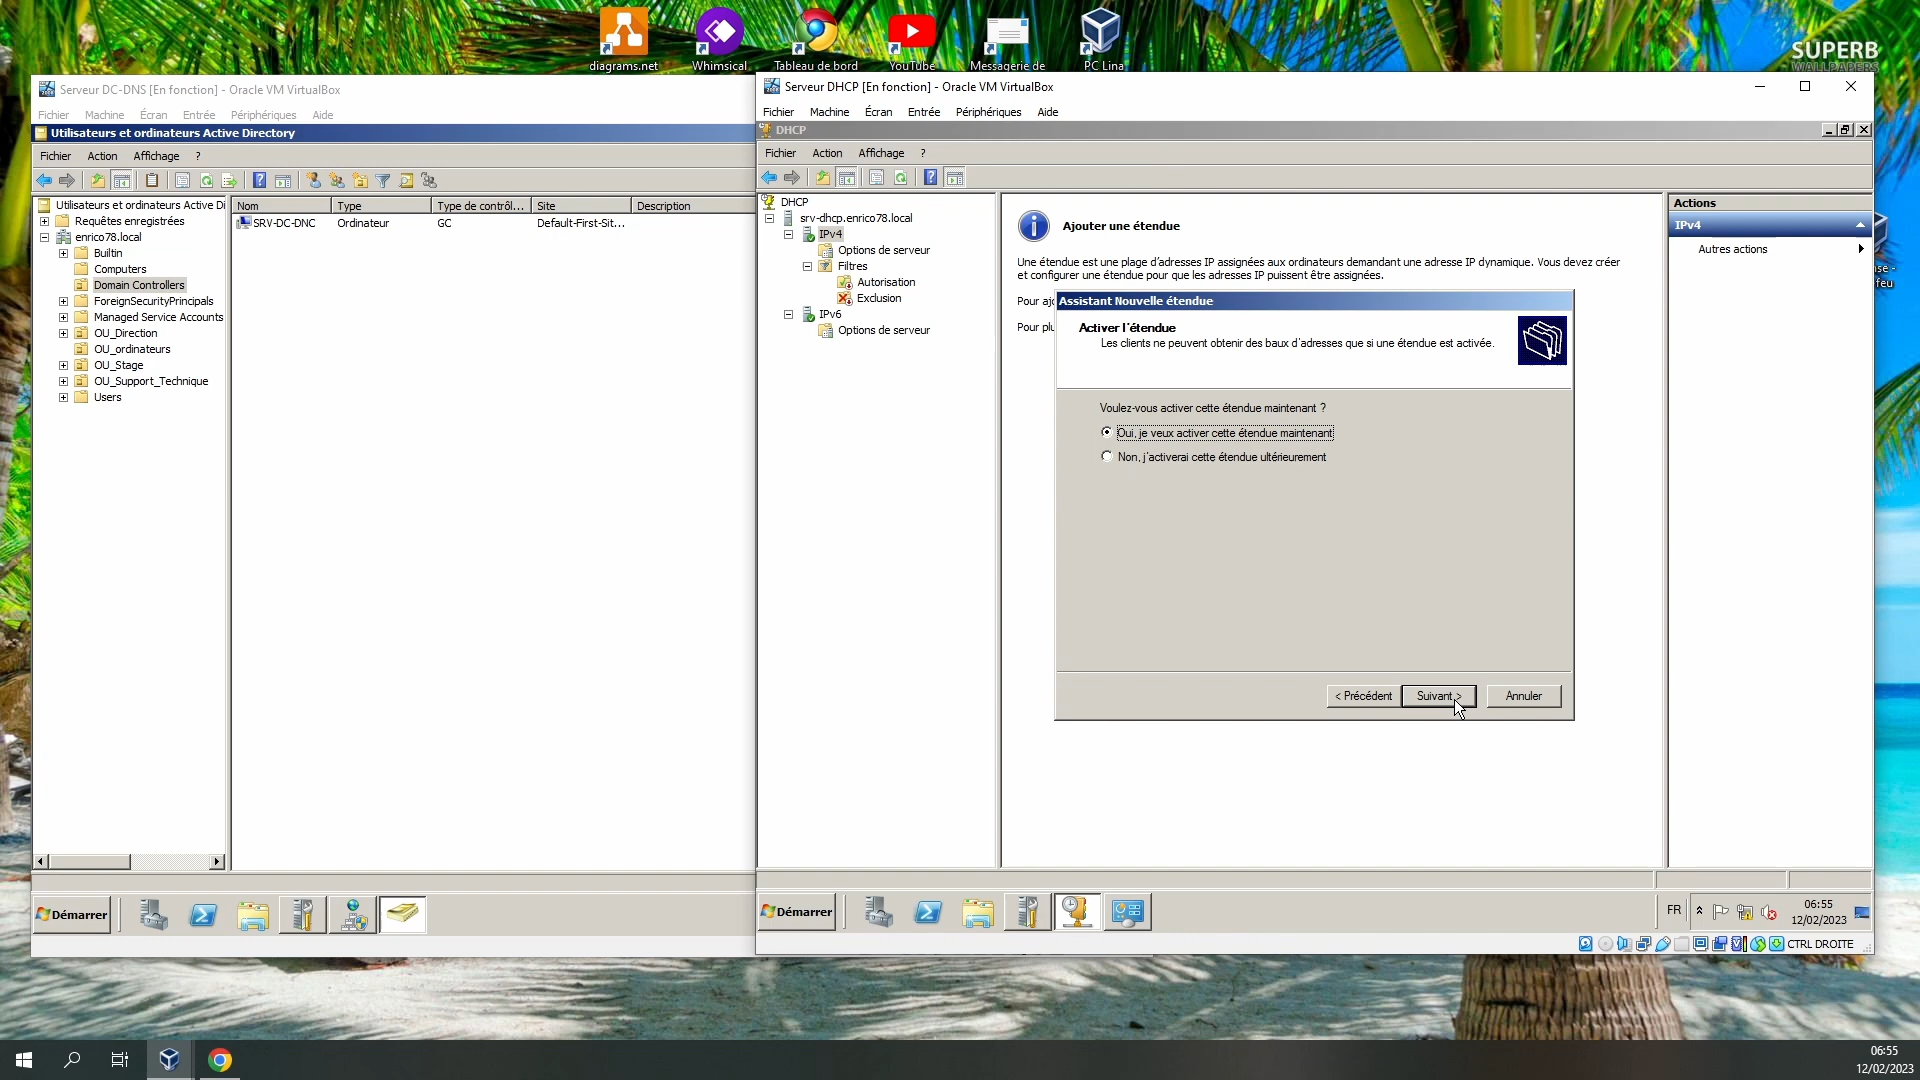 diagrams.net
Whimsical
Tableau de bord
YouTube
Messagerie de
PC Lina
SUPERB
WALLPAPERS
Serveur DC-DNS [En fonction] - Oracle VM VirtualBox
Fichier Machine Écran Entrée Périphériques Aide
Utilisateurs et ordinateurs Active Directory
Fichier Action Affichage ?
Utilisateurs et ordinateurs Active Di
Requêtes enregistrées
enrico78.local
Builtin
Computers
Domain Controllers
ForeignSecurityPrincipals
Managed Service Accounts
OU_Direction
OU_ordinateurs
OU_Stage
OU_Support_Technique
Users
Nom Type Type de contrôl... Site Description
SRV-DC-DNC Ordinateur GC Default-First-Sit...
Démarrer
Serveur DHCP [En fonction] - Oracle VM VirtualBox
Fichier Machine Écran Entrée Périphériques Aide
DHCP
Fichier Action Affichage ?
DHCP
srv-dhcp.enrico78.local
IPv4
Options de serveur
Filtres
Autorisation
Exclusion
IPv6
Options de serveur
Ajouter une étendue
Une étendue est une plage d'adresses IP assignées aux ordinateurs demandant une adresse IP dynamique. Vous devez créer
et configurer une étendue pour que les adresses IP puissent être assignées.
Pour ajo
Pour plu
Assistant Nouvelle étendue
Activer l'étendue
Les clients ne peuvent obtenir des baux d'adresses que si une étendue est activée.
Voulez-vous activer cette étendue maintenant ?
Oui, je veux activer cette étendue maintenant
Non, j'activerai cette étendue ultérieurement
< Précédent Suivant > Annuler
Actions
IPv4
Autres actions
se -
feu
Démarrer
FR
06:55
12/02/2023
CTRL DROITE
06:55
12/02/2023